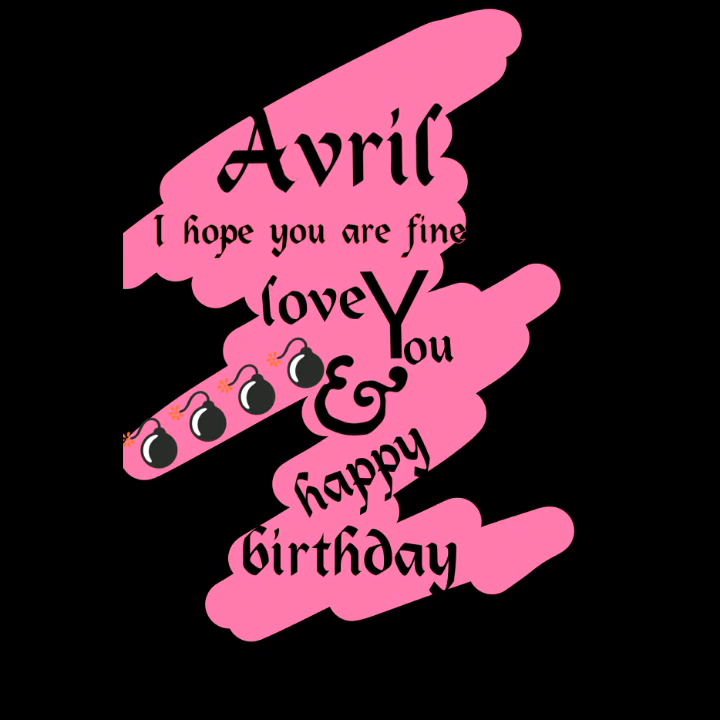 Avril
I hope you are fine
love You
&
happy
birthday